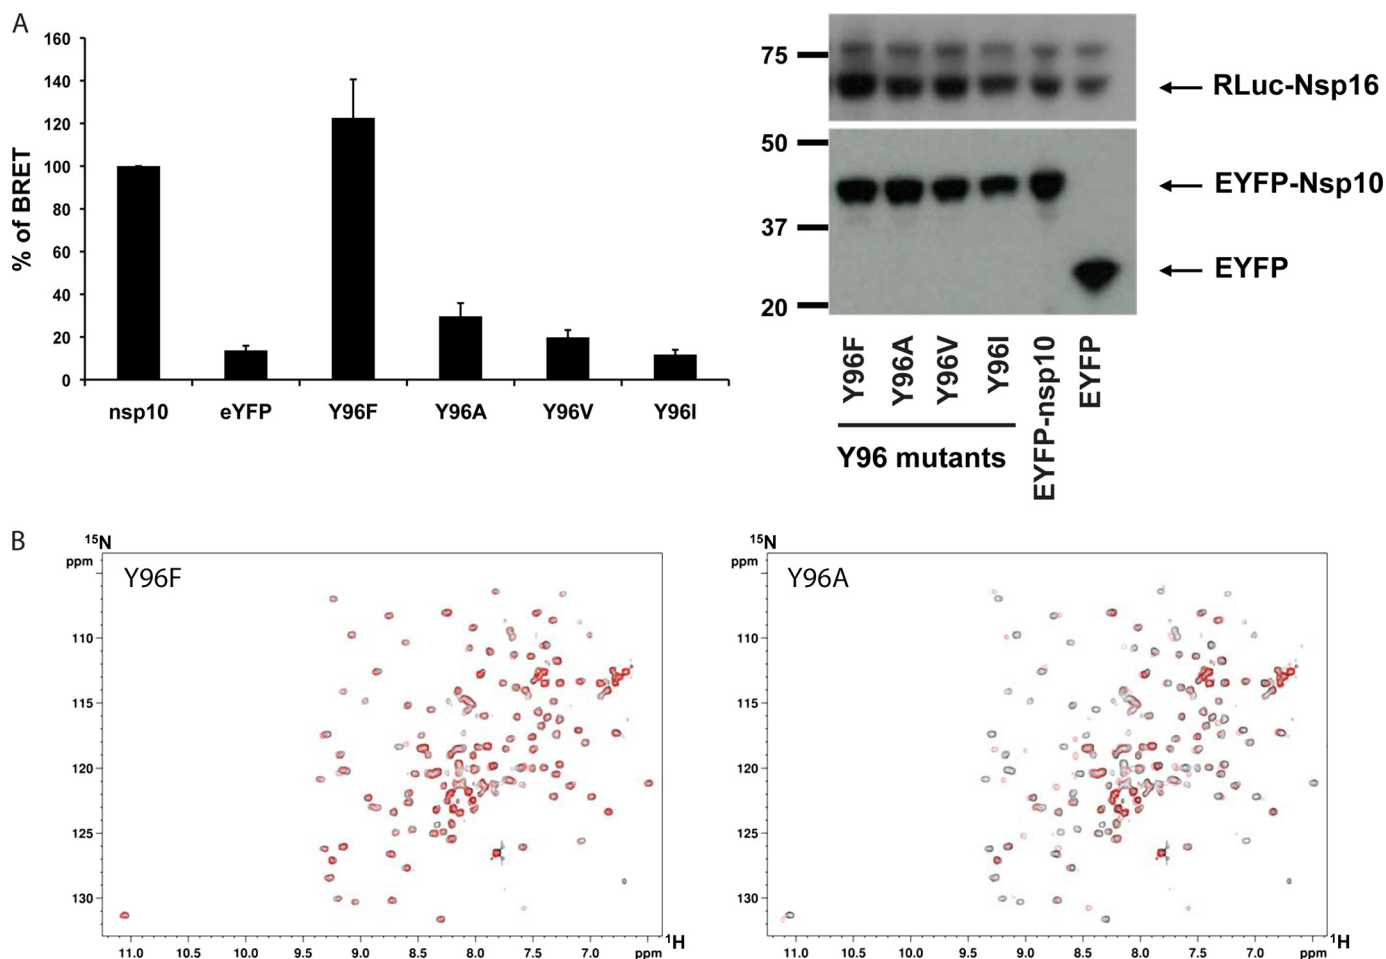 A
160
140
120
100
80
60
40
20
0
% of BRET
nsp10 eYFP Y96F Y96A Y96V Y96I
75
50
37
20
RLuc-Nsp16
EYFP-Nsp10
EYFP
Y96F Y96A Y96V Y96I EYFP-nsp10 EYFP
Y96 mutants
B
15N
ppm
Y96F
110
115
120
125
130
11.0 10.5 10.0 9.5 9.0 8.5 8.0 7.5 7.0 ppm
1H
15N
ppm
Y96A
110
115
120
125
130
11.0 10.5 10.0 9.5 9.0 8.5 8.0 7.5 7.0 ppm
1H